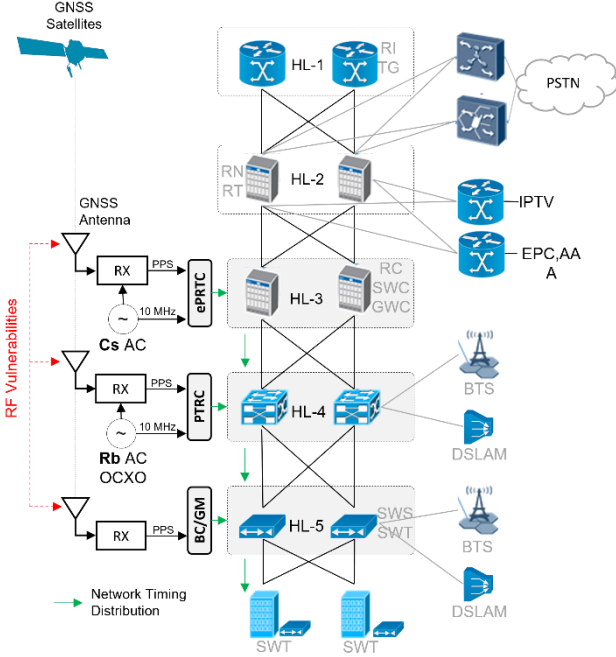 GNSS
Satellites
HL-1
RI
TG
PSTN
RN
RT
HL-2
GNSS
Antenna
IPTV
EPC,AA
A
RX
PPS
10 MHz
Cs AC
ePRTC
HL-3
RC
SWC
GWC
RF Vulnerabilities
RX
PPS
10 MHz
Rb AC
OCXO
PTRC
HL-4
BTS
DSLAM
RX
PPS
BC/GM
HL-5
SWS
SWT
BTS
DSLAM
Network Timing
Distribution
SWT
SWT